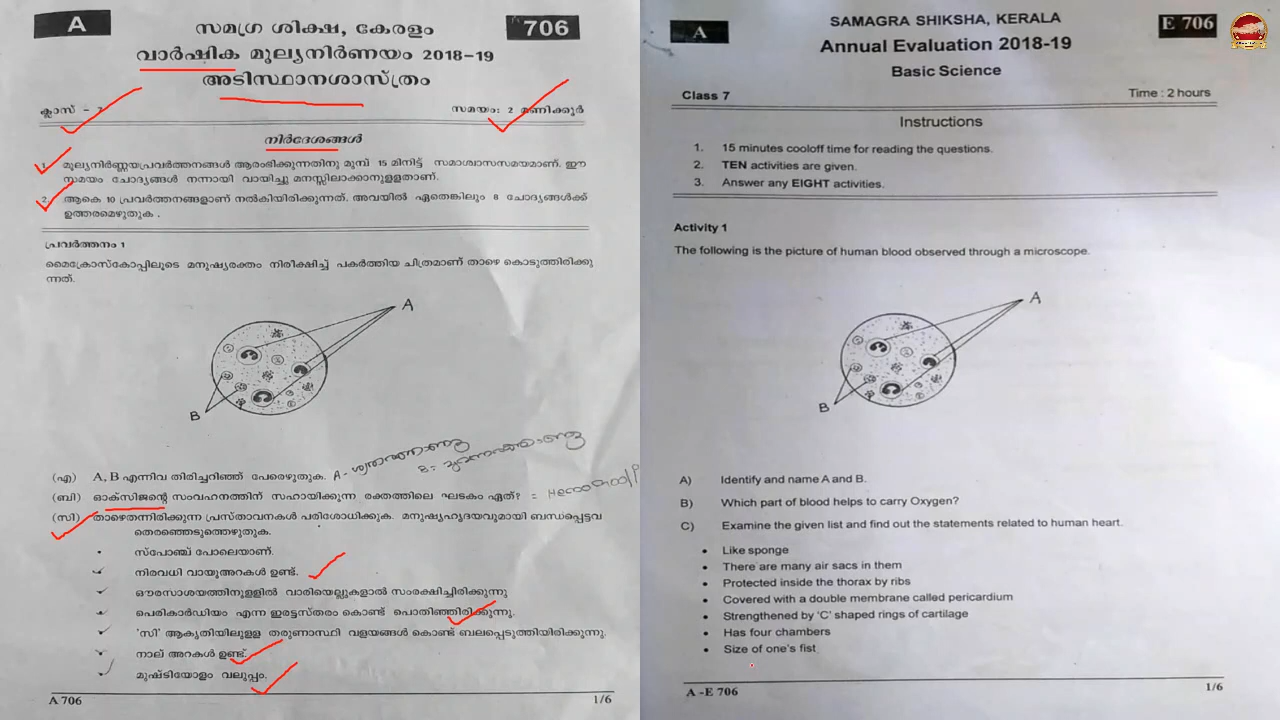 A
സമഗ്ര ശിക്ഷ, കേരളം
706
വാർഷിക മൂല്യനിർണയം 2018-19
അടിസ്ഥാനശാസ്ത്രം
ക്ലാസ് - 7
സമയം: 2 മണിക്കൂർ
നിർദേശങ്ങൾ
1. മൂല്യനിർണ്ണയപ്രവർത്തനങ്ങൾ ആരംഭിക്കുന്നതിനു മുമ്പ് 15 മിനിട്ട് സമാശ്വാസസമയമാണ്. ഈ
സമയം ചോദ്യങ്ങൾ നന്നായി വായിച്ചു മനസ്സിലാക്കാനുള്ളതാണ്.
2. ആകെ 10 പ്രവർത്തനങ്ങളാണ് നൽകിയിരിക്കുന്നത്. അവയിൽ ഏതെങ്കിലും 8 ചോദ്യങ്ങൾക്ക്
ഉത്തരമെഴുതുക .
പ്രവർത്തനം 1
മൈക്രോസ്കോപ്പിലൂടെ മനുഷ്യരക്തം നിരീക്ഷിച്ച് പകർത്തിയ ചിത്രമാണ് താഴെ കൊടുത്തിരിക്കു
ന്നത്.
A
B
(എ) A, B എന്നിവ തിരിച്ചറിഞ്ഞ് പേരെഴുതുക. A -
B =
(ബി) ഓക്സിജന്റെ സംവഹനത്തിന് സഹായിക്കുന്ന രക്തത്തിലെ ഘടകം ഏത്? =
(സി) താഴെതന്നിരിക്കുന്ന പ്രസ്താവനകൾ പരിശോധിക്കുക. മനുഷ്യഹൃദയവുമായി ബന്ധപ്പെട്ടവ
തെരഞ്ഞെടുത്തെഴുതുക.
• സ്പോഞ്ച് പോലെയാണ്.
നിരവധി വായുഅറകൾ ഉണ്ട്.
ഔരസാശയത്തിനുള്ളിൽ വാരിയെല്ലുകളാൽ സംരക്ഷിച്ചിരിക്കുന്നു
പെരികാർഡിയം എന്ന ഇരട്ടസ്തരം കൊണ്ട് പൊതിഞ്ഞിരിക്കുന്നു.
'സി' ആകൃതിയിലുള്ള തരുണാസ്ഥി വളയങ്ങൾ കൊണ്ട് ബലപ്പെടുത്തിയിരിക്കുന്നു.
നാല് അറകൾ ഉണ്ട്.
മുഷ്ടിയോളം വലുപ്പം.
A 706
1/6
A
SAMAGRA SHIKSHA, KERALA
E 706
Annual Evaluation 2018-19
Basic Science
Class 7
Time : 2 hours
Instructions
1. 15 minutes cooloff time for reading the questions.
2. TEN activities are given.
3. Answer any EIGHT activities.
Activity 1
The following is the picture of human blood observed through a microscope.
A
B
A) Identify and name A and B.
B) Which part of blood helps to carry Oxygen?
C) Examine the given list and find out the statements related to human heart.
• Like sponge
• There are many air sacs in them
• Protected inside the thorax by ribs
• Covered with a double membrane called pericardium
• Strengthened by 'C' shaped rings of cartilage
• Has four chambers
• Size of one's fist
A -E 706
1/6